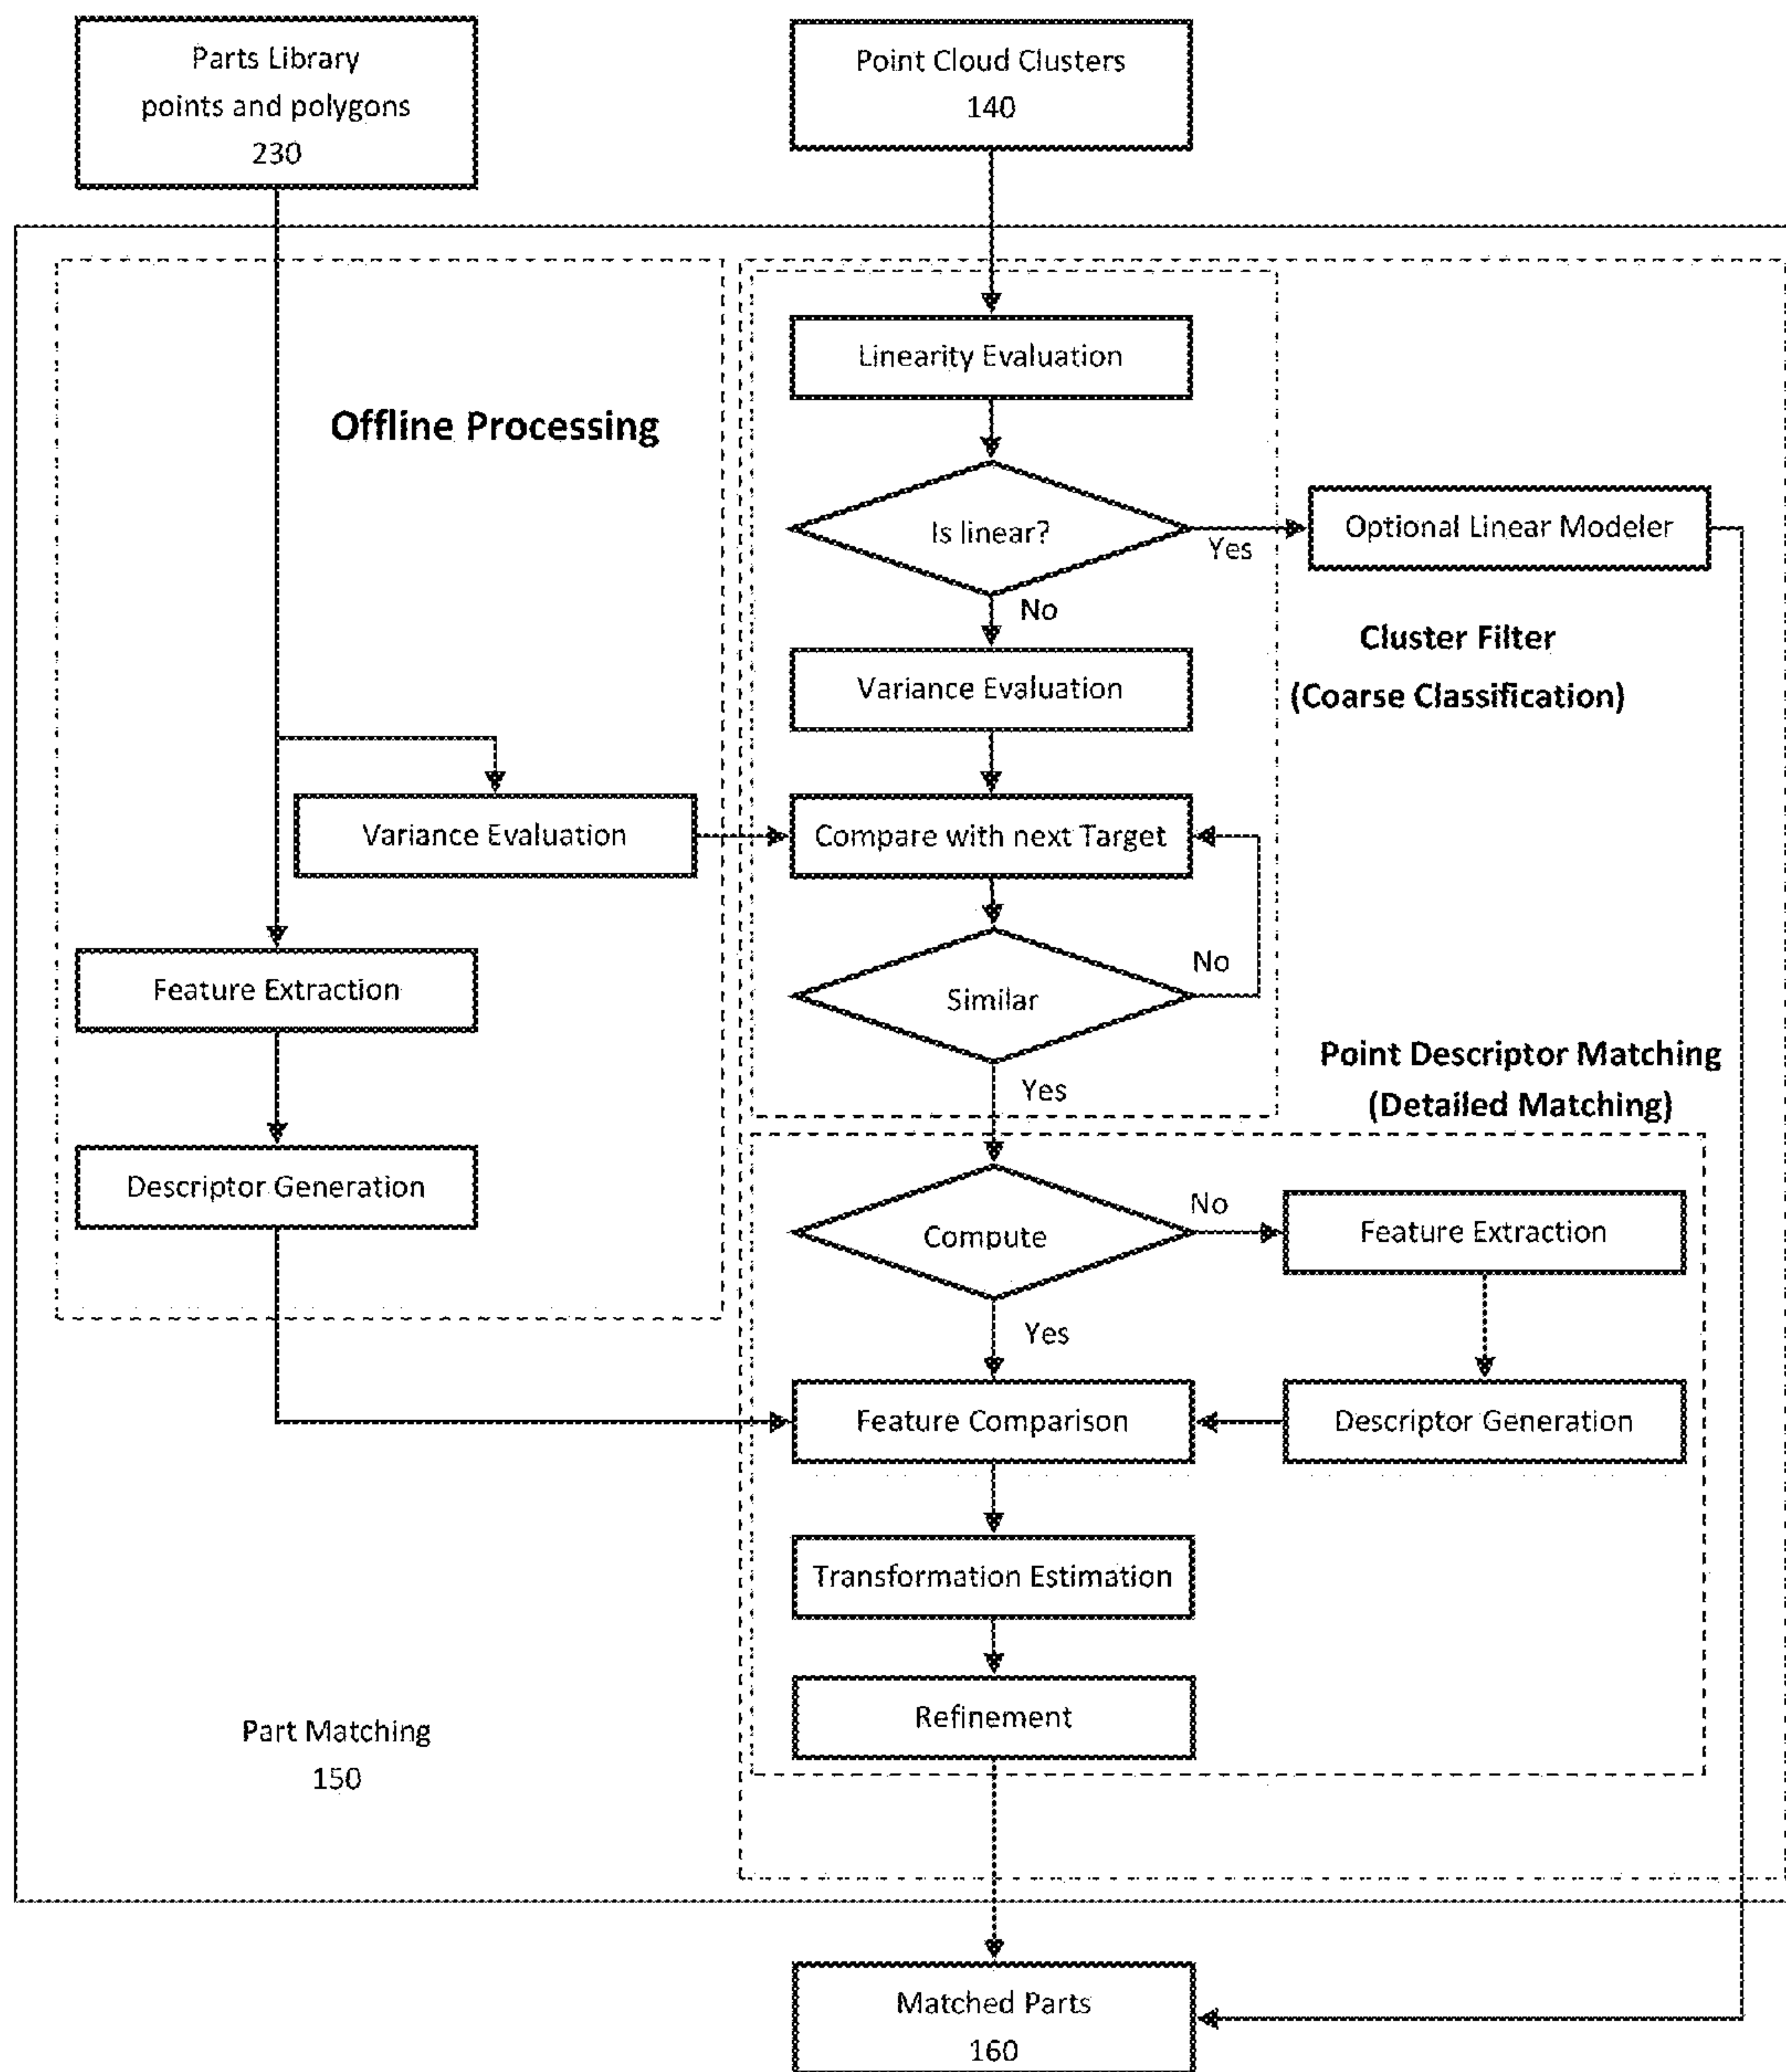 Parts Library
points and polygons
230
Point Cloud Clusters
140
Offline Processing
Linearity Evaluation
Is linear?
Yes
Optional Linear Modeler
No
Cluster Filter
(Coarse Classification)
Variance Evaluation
Variance Evaluation
Compare with next Target
No
Similar
Feature Extraction
Yes
Point Descriptor Matching
(Detailed Matching)
Descriptor Generation
Compute
No
Feature Extraction
Yes
Feature Comparison
Descriptor Generation
Transformation Estimation
Refinement
Part Matching
150
Matched Parts
160